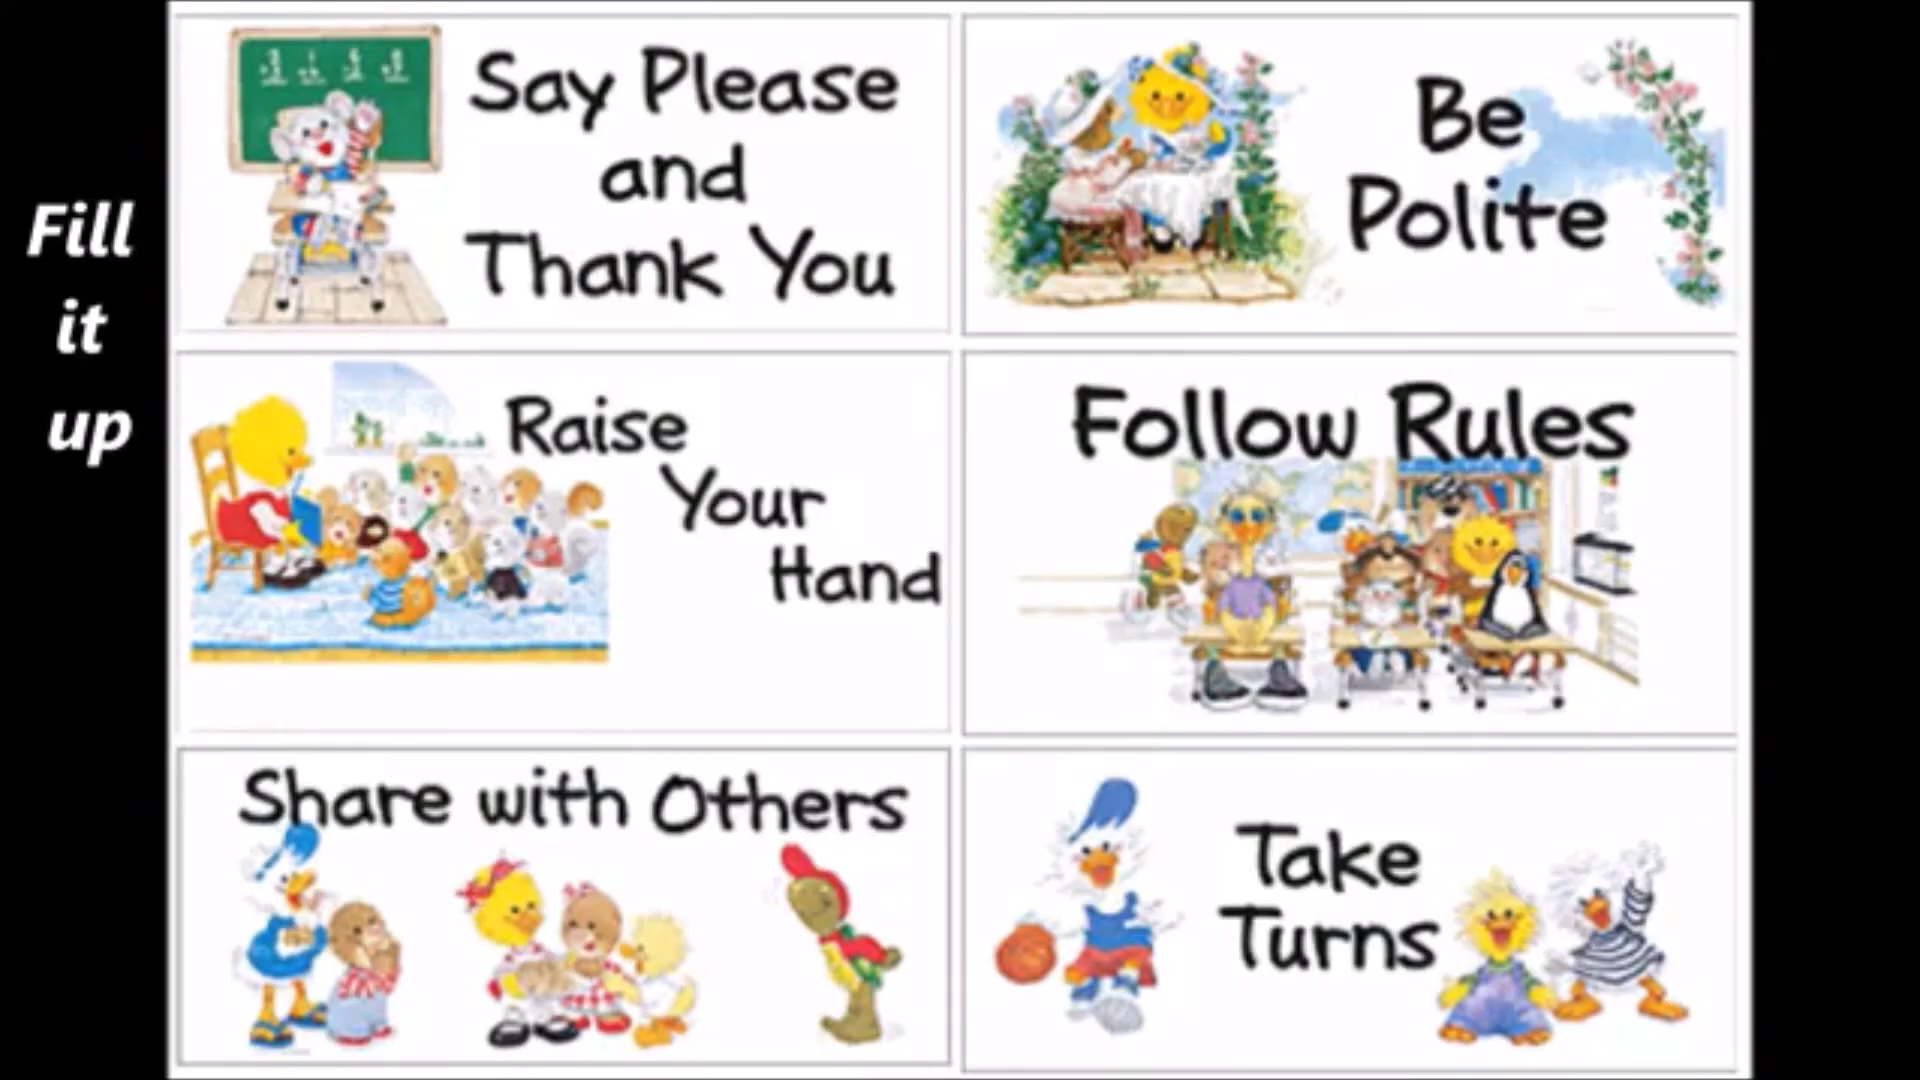 Fill
it
up
Say Please
and
Thank You
Be
Polite
Raise
Your
Hand
Follow Rules
Share with Others
Take
Turns